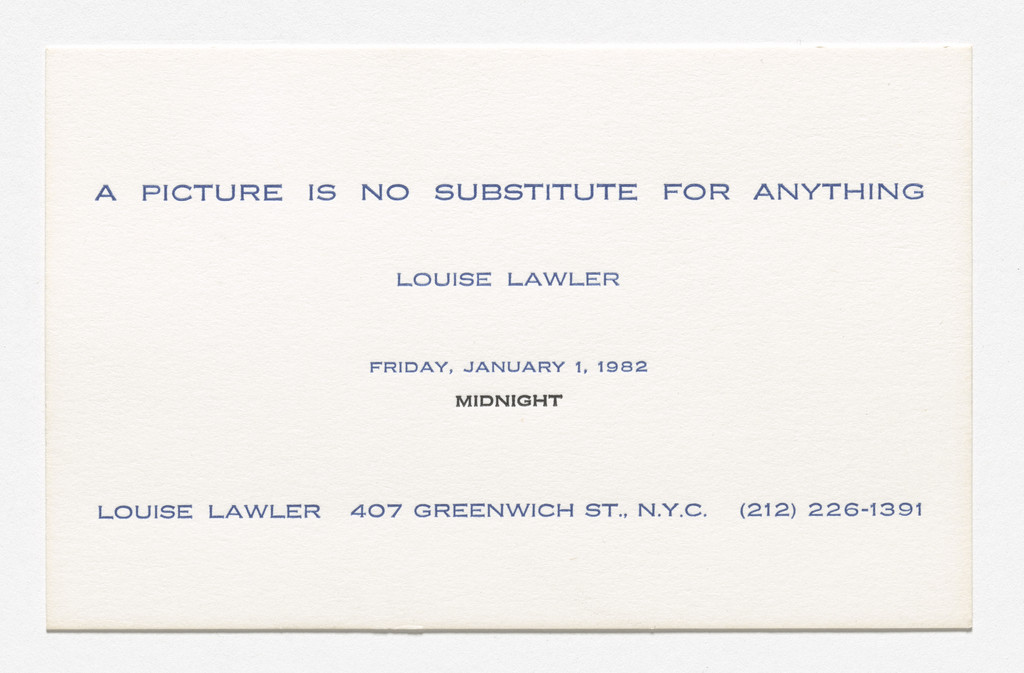 A PICTURE IS NO SUBSTITUTE FOR ANYTHING
LOUISE LAWLER
FRIDAY, JANUARY 1, 1982
MIDNIGHT
LOUISE LAWLER 407 GREENWICH ST., N.Y.C. (212) 226-1391